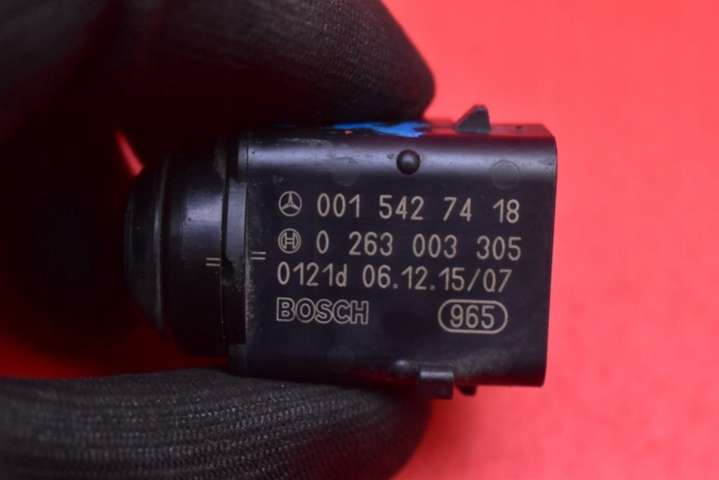 001 542 74 18
0 263 003 305
0121d 06.12.15/07
BOSCH 965